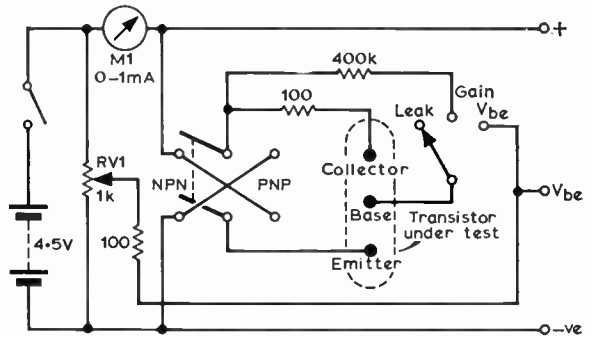 +
M1
0-1mA
400k
Gain
Vbe
100
Leak
RV1
1k
NPN
PNP
Collector
Base
Vbe
100
4·5V
Transistor
under test
Emitter
-ve